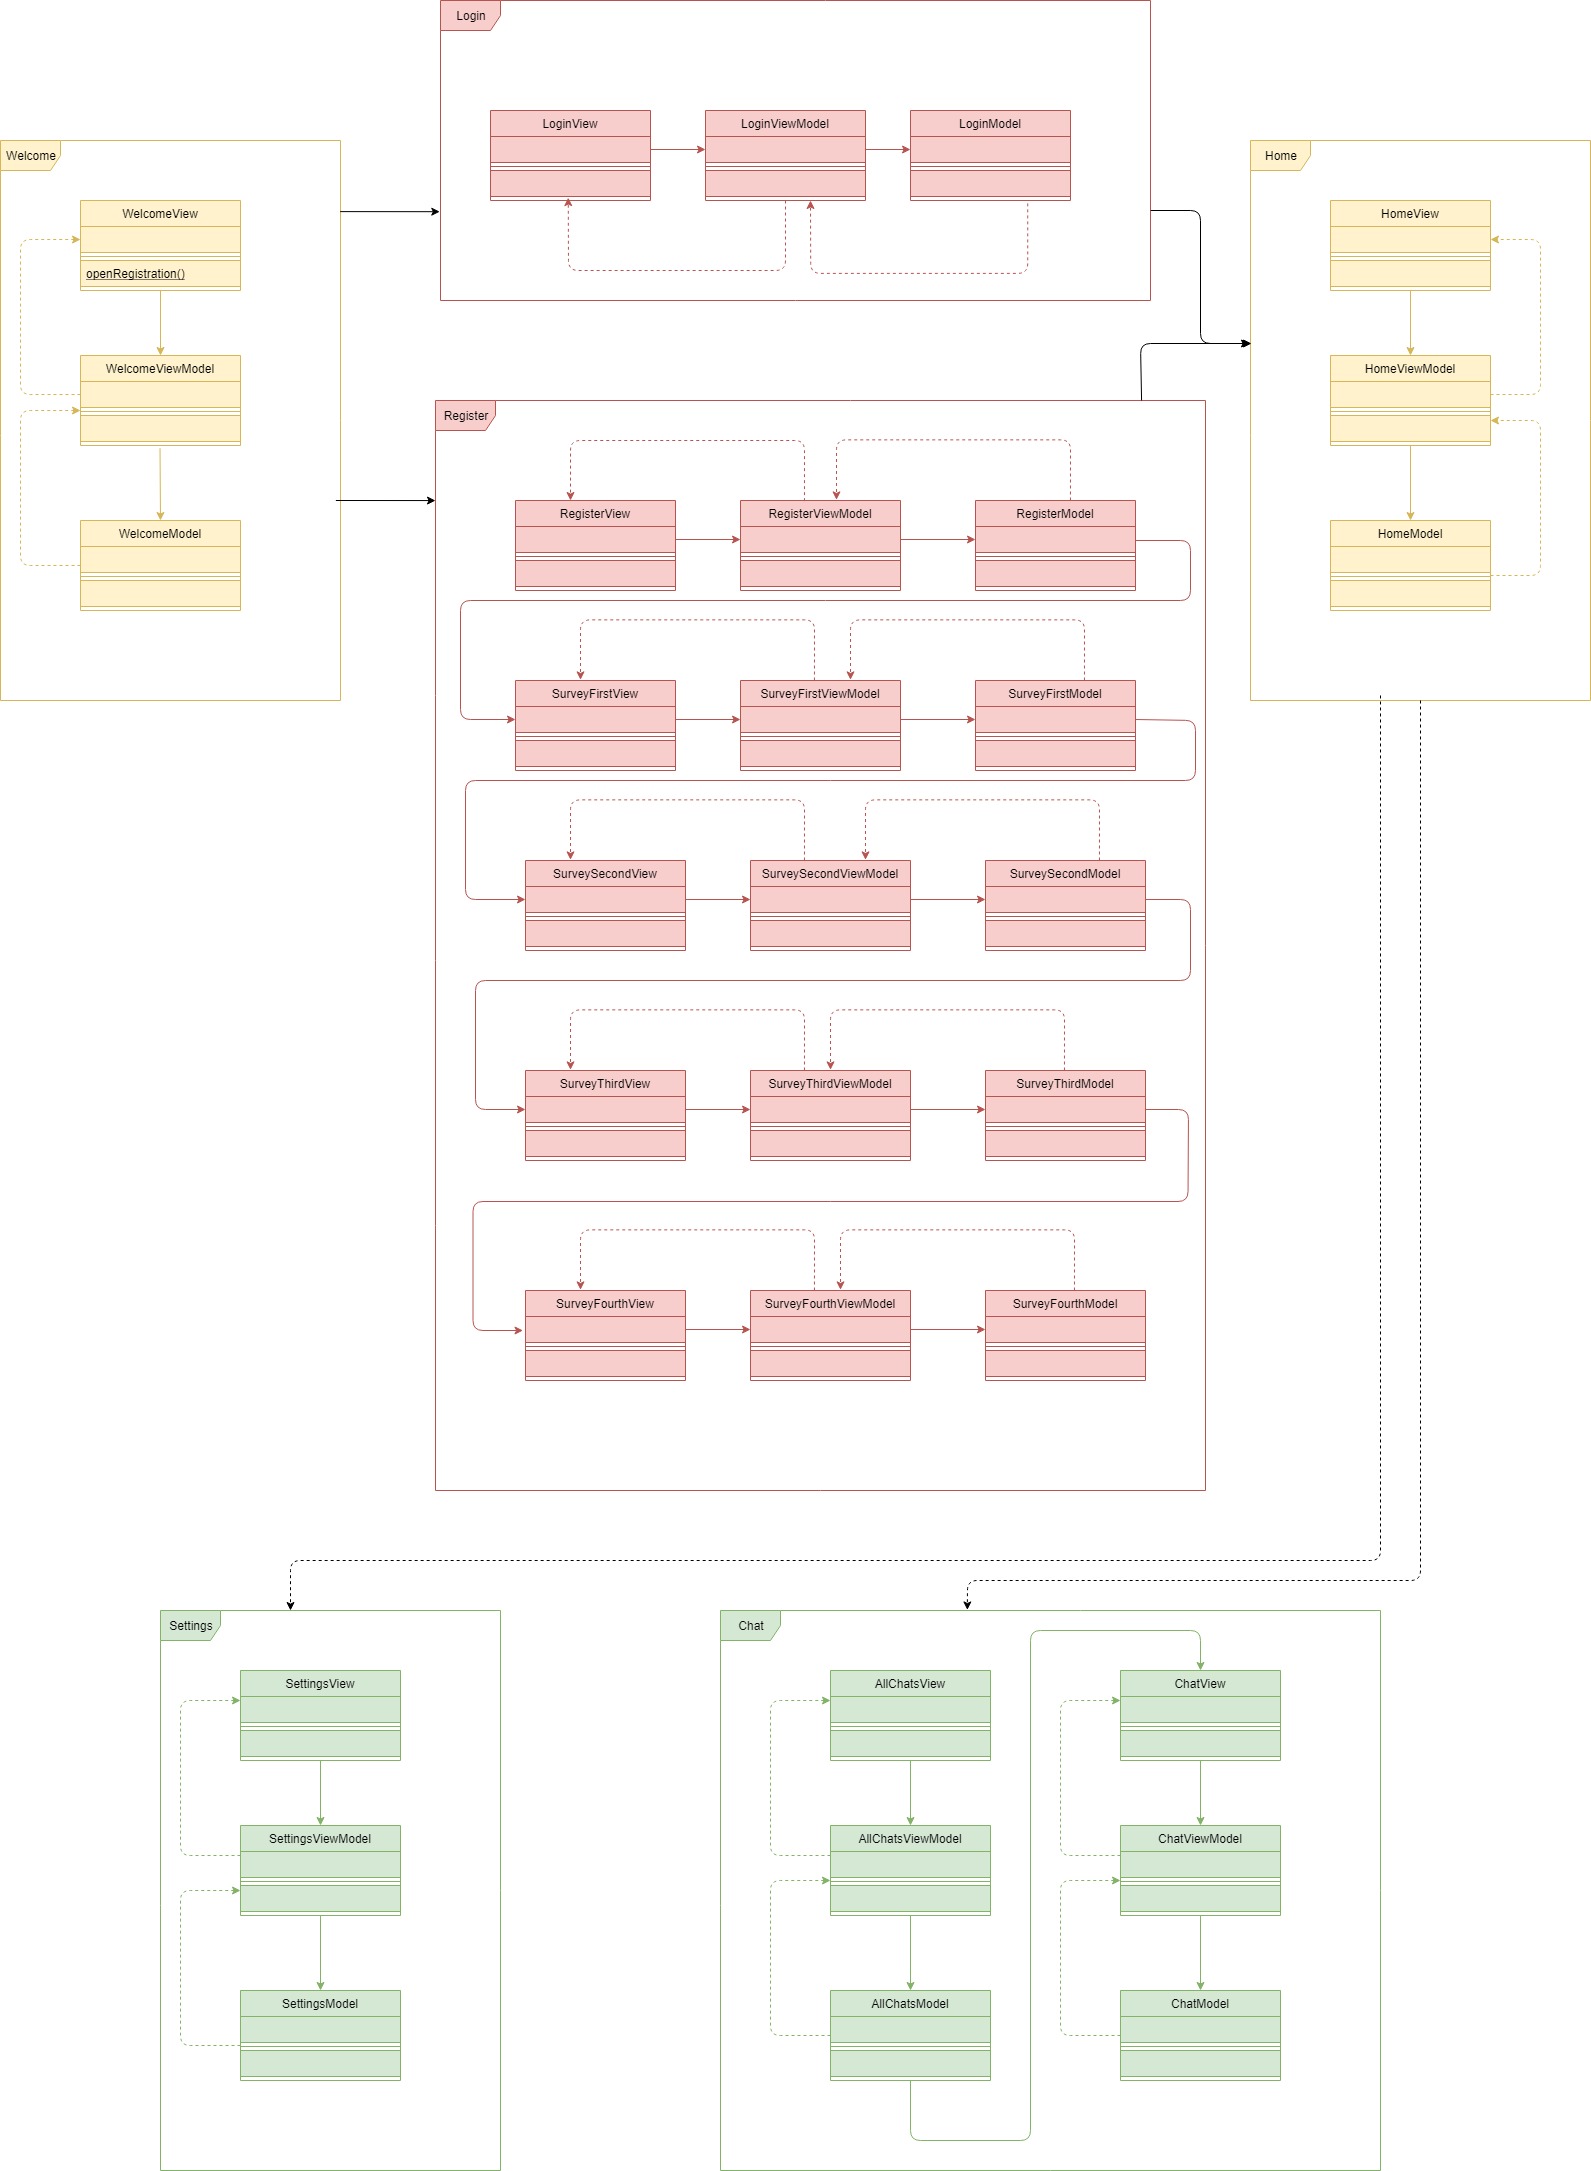 Login
LoginView
LoginViewModel
LoginModel
Welcome
WelcomeView
openRegistration()
WelcomeViewModel
WelcomeModel
Home
HomeView
HomeViewModel
HomeModel
Register
RegisterView
RegisterViewModel
RegisterModel
SurveyFirstView
SurveyFirstViewModel
SurveyFirstModel
SurveySecondView
SurveySecondViewModel
SurveySecondModel
SurveyThirdView
SurveyThirdViewModel
SurveyThirdModel
SurveyFourthView
SurveyFourthViewModel
SurveyFourthModel
Settings
SettingsView
SettingsViewModel
SettingsModel
Chat
AllChatsView
AllChatsViewModel
AllChatsModel
ChatView
ChatViewModel
ChatModel